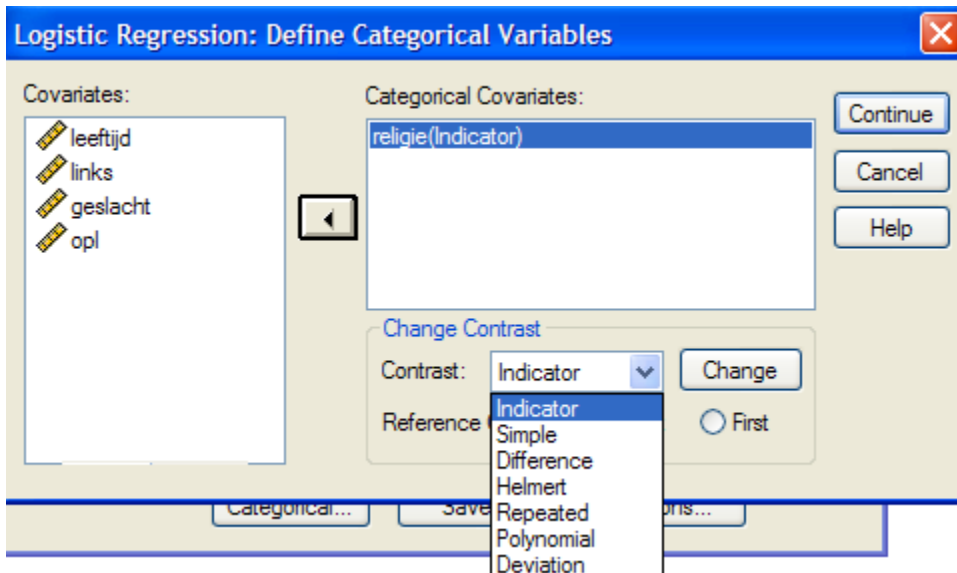 Logistic Regression: Define Categorical Variables
Covariates:
leeftijd
links
geslacht
opl
Categorical Covariates:
religie(Indicator)
Continue
Cancel
Help
Change Contrast
Contrast:
Indicator
Change
Reference
First
Indicator
Simple
Difference
Helmert
Repeated
Polynomial
Deviation
Categorical...